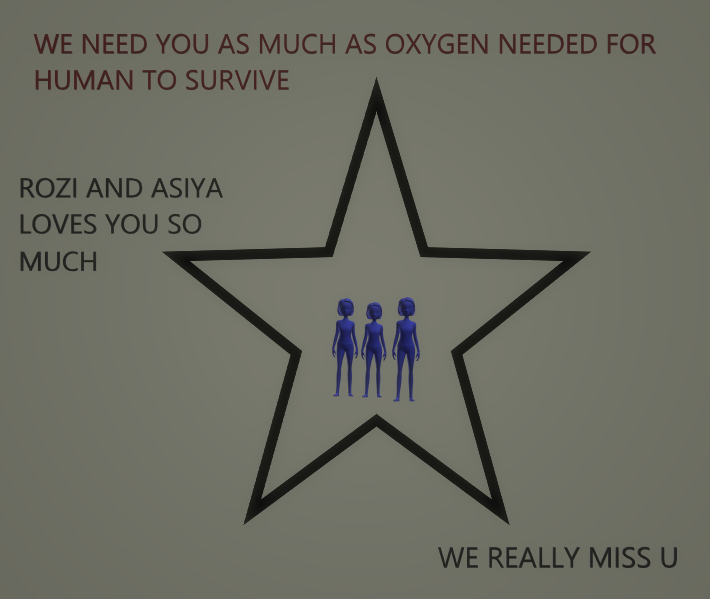 WE NEED YOU AS MUCH AS OXYGEN NEEDED FOR
HUMAN TO SURVIVE
ROZI AND ASIYA
LOVES YOU SO
MUCH
WE REALLY MISS U